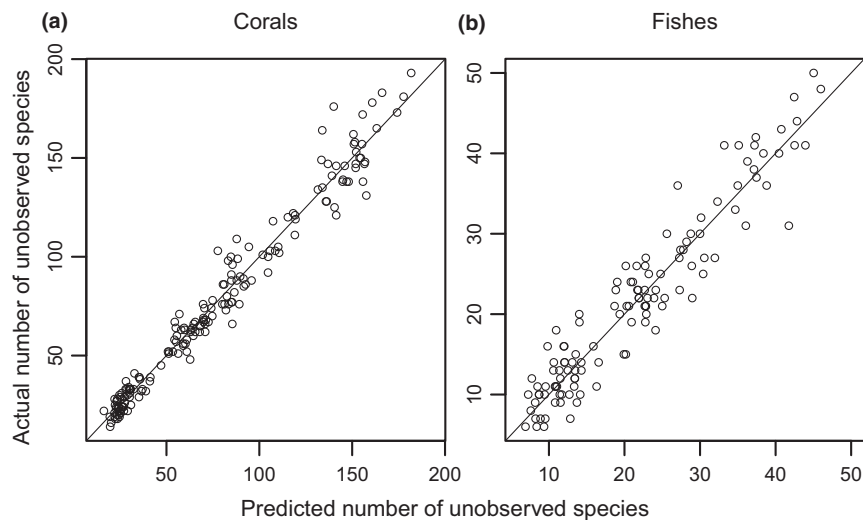 (a) Corals
(b) Fishes
Actual number of unobserved species
200
150
100
50
50 100 150 200
50
40
30
20
10
10 20 30 40 50
Predicted number of unobserved species